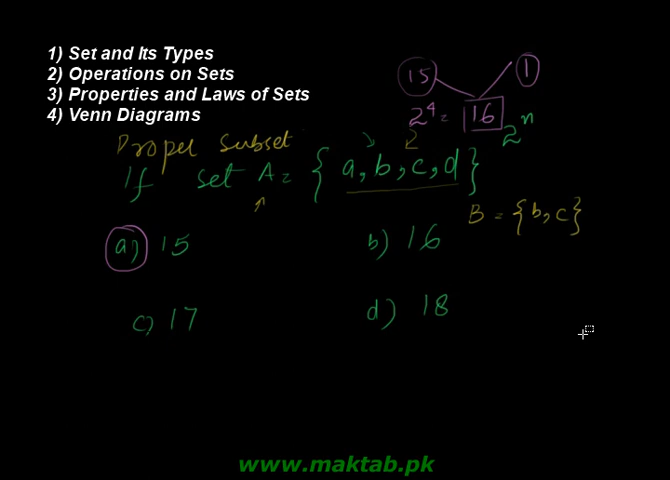 1) Set and Its Types
2) Operations on Sets
3) Properties and Laws of Sets
4) Venn Diagrams
15 1
2⁴ = 16 2ⁿ
Proper Subset 2
If set A = { a, b, c, d }
B = {b, c}
a) 15 b) 16
c) 17 d) 18
www.maktab.pk